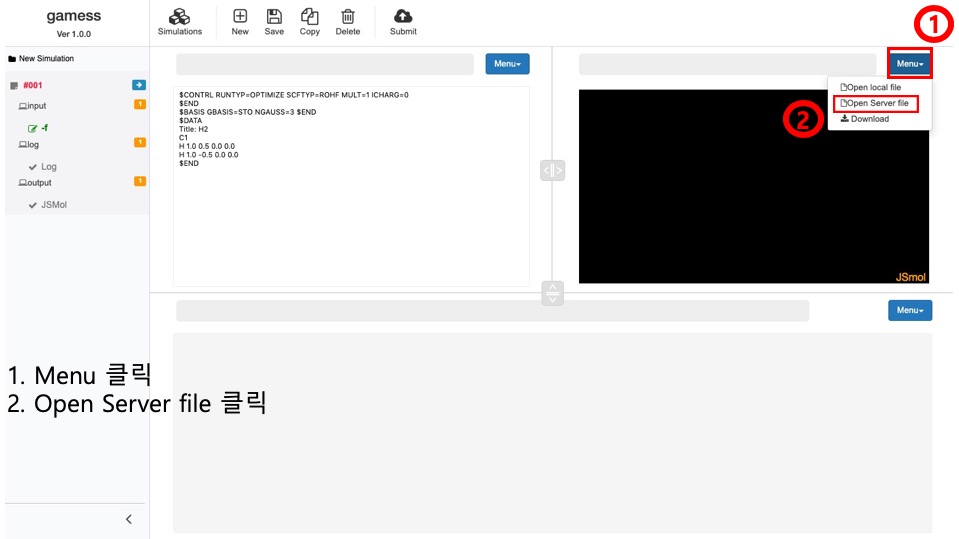 gamess
Ver 1.0.0
Simulations
New
Save
Copy
Delete
Submit
1
New Simulation
#001
input
1
-f
log
1
Log
output
1
JSMol
Menu
$CONTRL RUNTYP=OPTIMIZE SCFTYP=ROHF MULT=1 ICHARG=0
$END
$BASIS GBASIS=STO NGAUSS=3 $END
$DATA
Title: H2
C1
H 1.0 0.5 0.0 0.0
H 1.0 -0.5 0.0 0.0
$END
Menu
Open local file
Open Server file
Download
2
JSmol
Menu
1. Menu 클릭
2. Open Server file 클릭